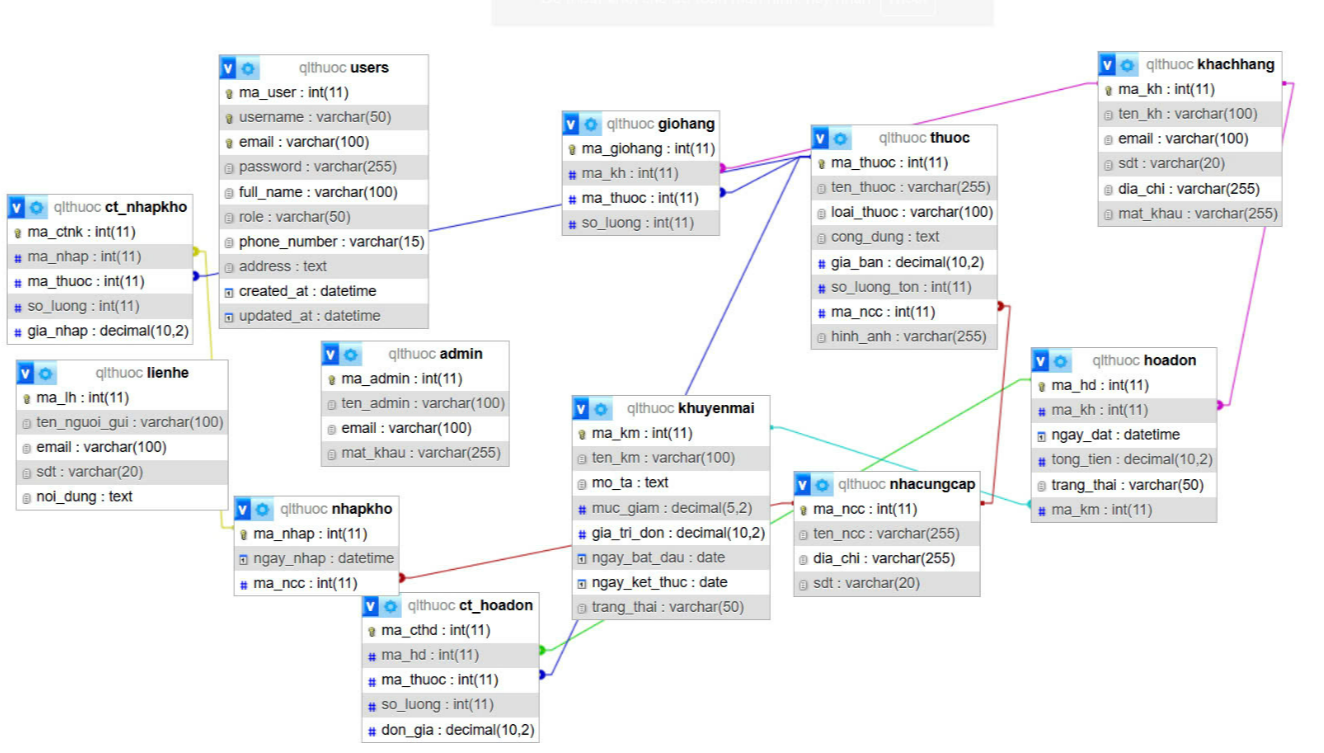 qlthuoc users
ma_user : int(11)
username : varchar(50)
email : varchar(100)
password : varchar(255)
full_name : varchar(100)
role : varchar(50)
phone_number : varchar(15)
address : text
created_at : datetime
updated_at : datetime
qlthuoc giohang
ma_giohang : int(11)
ma_kh : int(11)
ma_thuoc : int(11)
so_luong : int(11)
qlthuoc thuoc
ma_thuoc : int(11)
ten_thuoc : varchar(255)
loai_thuoc : varchar(100)
cong_dung : text
gia_ban : decimal(10,2)
so_luong_ton : int(11)
ma_ncc : int(11)
hinh_anh : varchar(255)
qlthuoc khachhang
ma_kh : int(11)
ten_kh : varchar(100)
email : varchar(100)
sdt : varchar(20)
dia_chi : varchar(255)
mat_khau : varchar(255)
qlthuoc ct_nhapkho
ma_ctnk : int(11)
ma_nhap : int(11)
ma_thuoc : int(11)
so_luong : int(11)
gia_nhap : decimal(10,2)
qlthuoc lienhe
ma_lh : int(11)
ten_nguoi_gui : varchar(100)
email : varchar(100)
sdt : varchar(20)
noi_dung : text
qlthuoc admin
ma_admin : int(11)
ten_admin : varchar(100)
email : varchar(100)
mat_khau : varchar(255)
qlthuoc hoadon
ma_hd : int(11)
ma_kh : int(11)
ngay_dat : datetime
tong_tien : decimal(10,2)
trang_thai : varchar(50)
ma_km : int(11)
qlthuoc khuyenmai
ma_km : int(11)
ten_km : varchar(100)
mo_ta : text
muc_giam : decimal(5,2)
gia_tri_don : decimal(10,2)
ngay_bat_dau : date
ngay_ket_thuc : date
trang_thai : varchar(50)
qlthuoc nhacungcap
ma_ncc : int(11)
ten_ncc : varchar(255)
dia_chi : varchar(255)
sdt : varchar(20)
qlthuoc nhapkho
ma_nhap : int(11)
ngay_nhap : datetime
ma_ncc : int(11)
qlthuoc ct_hoadon
ma_cthd : int(11)
ma_hd : int(11)
ma_thuoc : int(11)
so_luong : int(11)
don_gia : decimal(10,2)